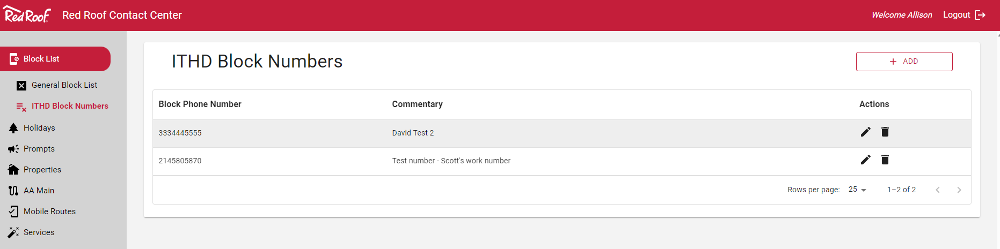 Red Roof
Red Roof Contact Center
Welcome Allison
Logout
Block List
General Block List
ITHD Block Numbers
Holidays
Prompts
Properties
AA Main
Mobile Routes
Services
ITHD Block Numbers
+ ADD
Block Phone Number Commentary Actions
3334445555 David Test 2
2145805870 Test number - Scott's work number
Rows per page: 25 1–2 of 2